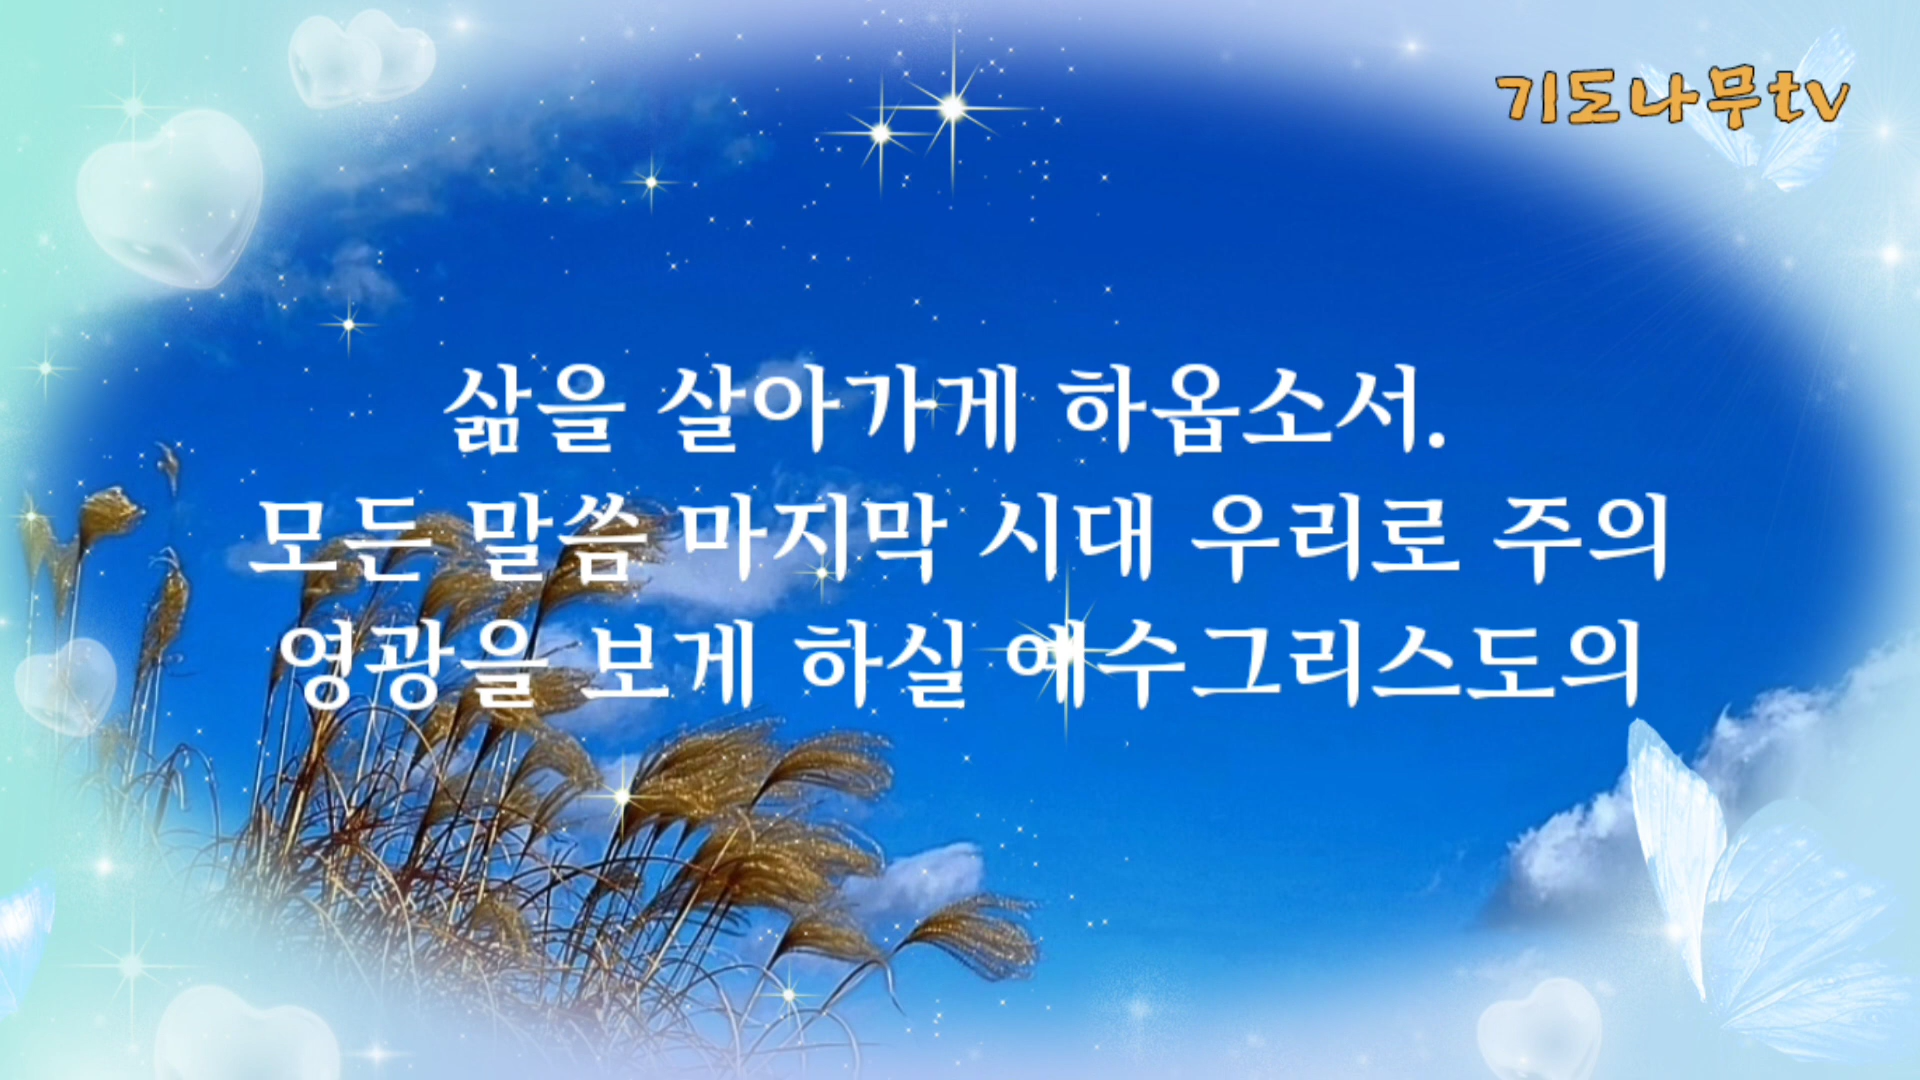 기도나무tv
삶을 살아가게 하옵소서.
모든 말씀 마지막 시대 우리로 주의
영광을 보게 하실 예수그리스도의